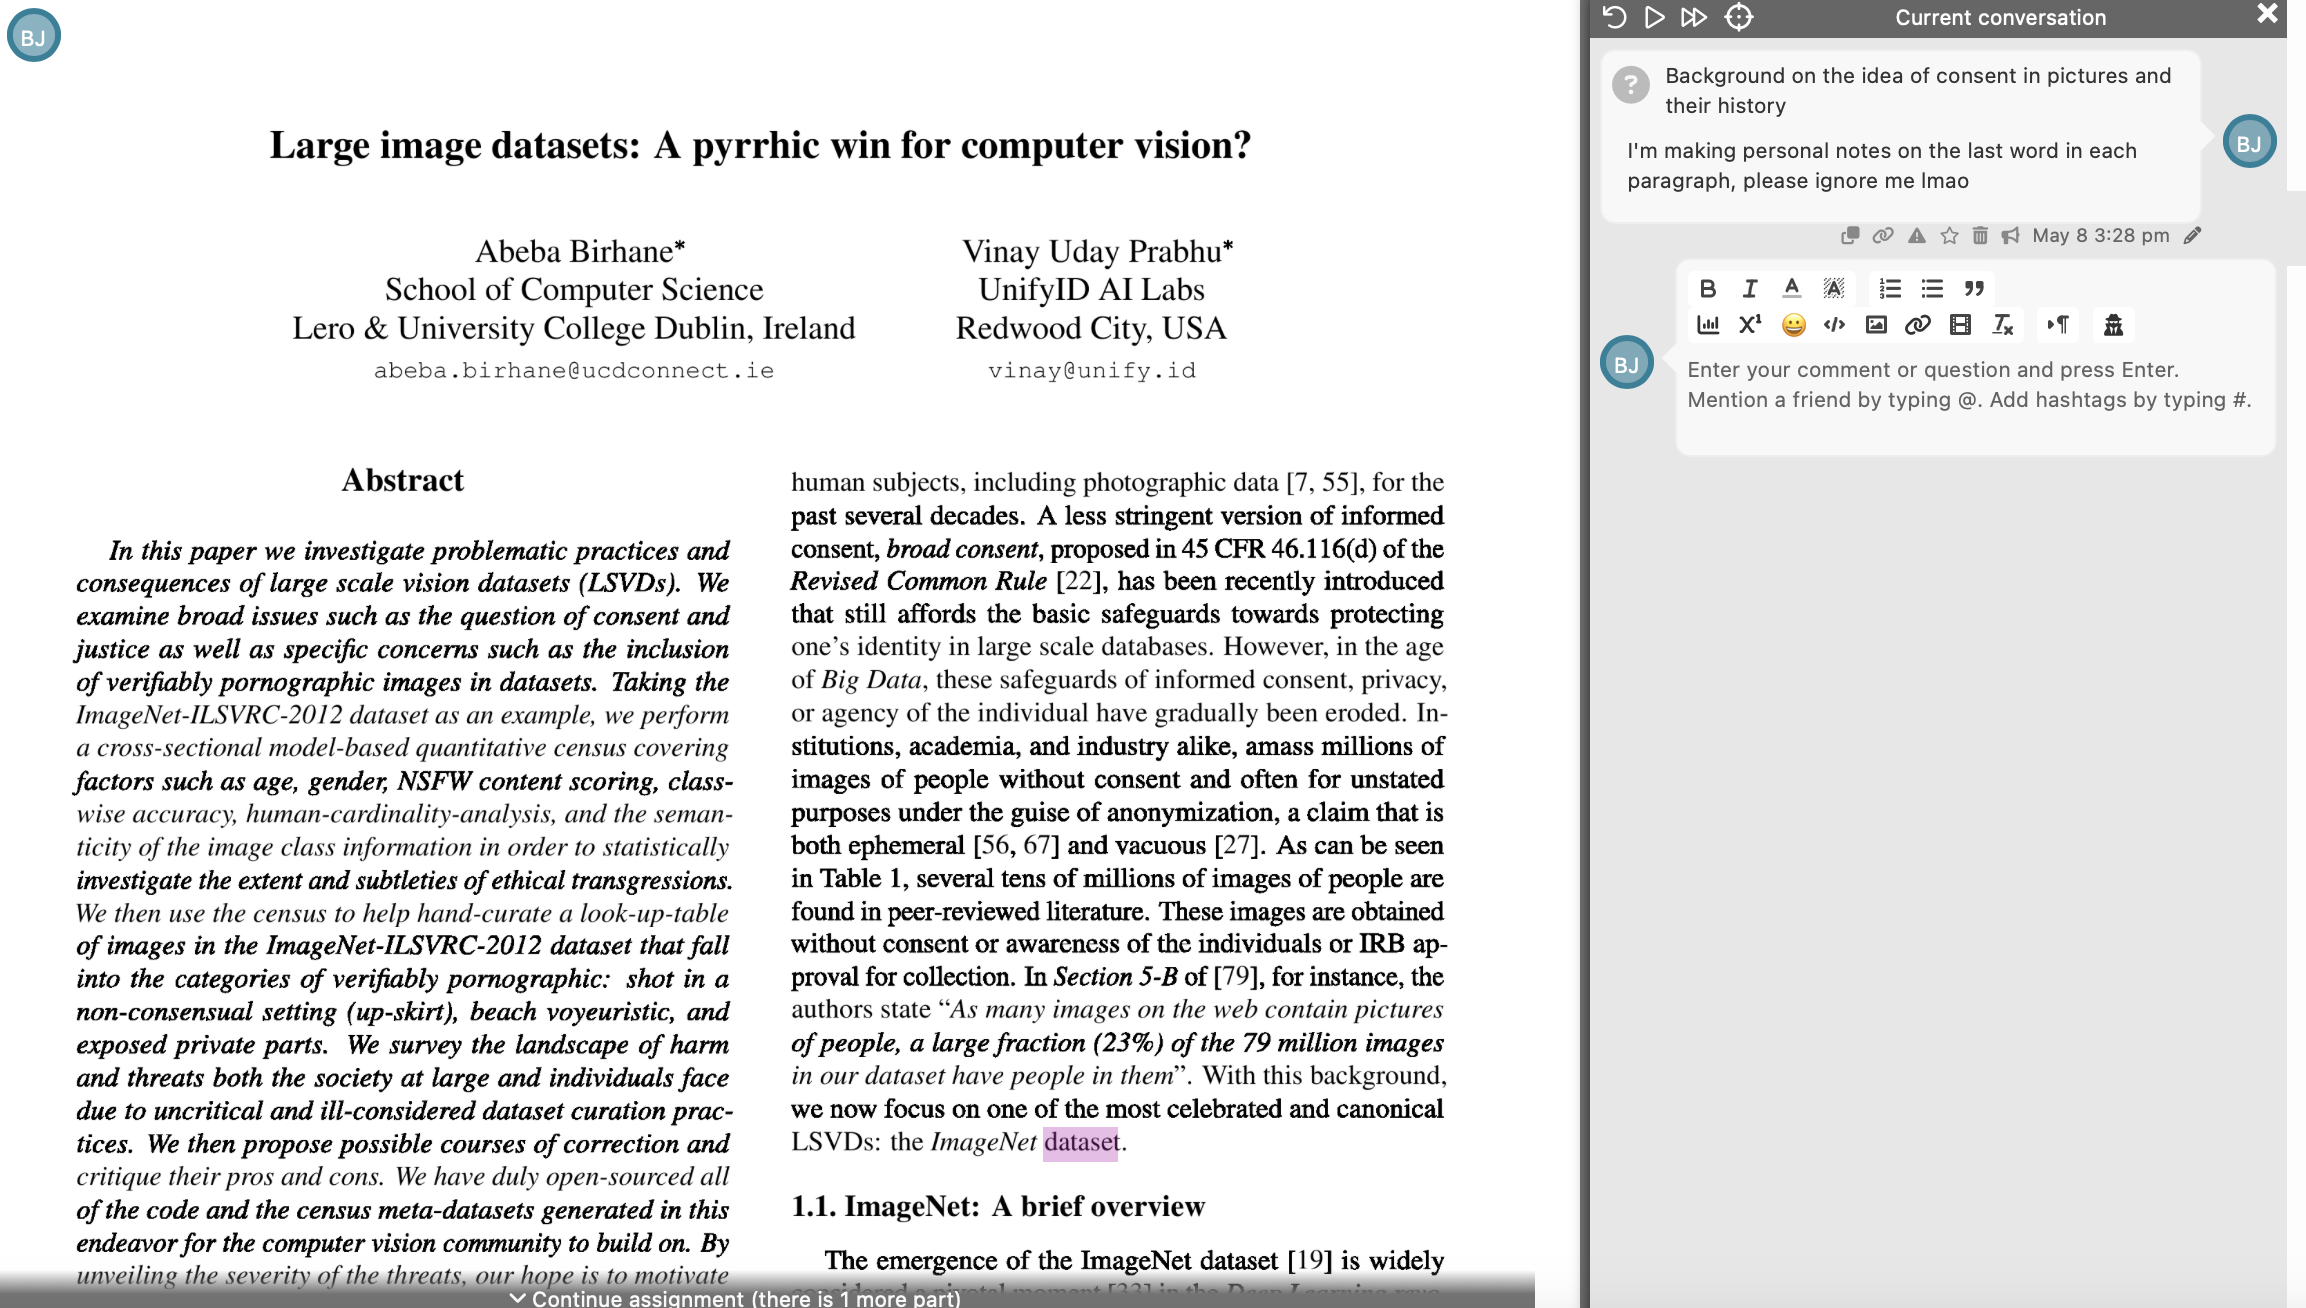 BJ
Large image datasets: A pyrrhic win for computer vision?
Abeba Birhane*
School of Computer Science
Lero & University College Dublin, Ireland
abeba.birhane@ucdconnect.ie
Vinay Uday Prabhu*
UnifyID AI Labs
Redwood City, USA
vinay@unify.id
Abstract
In this paper we investigate problematic practices and
consequences of large scale vision datasets (LSVDs). We
examine broad issues such as the question of consent and
justice as well as specific concerns such as the inclusion
of verifiably pornographic images in datasets. Taking the
ImageNet-ILSVRC-2012 dataset as an example, we perform
a cross-sectional model-based quantitative census covering
factors such as age, gender, NSFW content scoring, class-
wise accuracy, human-cardinality-analysis, and the seman-
ticity of the image class information in order to statistically
investigate the extent and subtleties of ethical transgressions.
We then use the census to help hand-curate a look-up-table
of images in the ImageNet-ILSVRC-2012 dataset that fall
into the categories of verifiably pornographic: shot in a
non-consensual setting (up-skirt), beach voyeuristic, and
exposed private parts. We survey the landscape of harm
and threats both the society at large and individuals face
due to uncritical and ill-considered dataset curation prac-
tices. We then propose possible courses of correction and
critique their pros and cons. We have duly open-sourced all
of the code and the census meta-datasets generated in this
endeavor for the computer vision community to build on. By
unveiling the severity of the threats, our hope is to motivate
human subjects, including photographic data [7, 55], for the
past several decades. A less stringent version of informed
consent, broad consent, proposed in 45 CFR 46.116(d) of the
Revised Common Rule [22], has been recently introduced
that still affords the basic safeguards towards protecting
one's identity in large scale databases. However, in the age
of Big Data, these safeguards of informed consent, privacy,
or agency of the individual have gradually been eroded. In-
stitutions, academia, and industry alike, amass millions of
images of people without consent and often for unstated
purposes under the guise of anonymization, a claim that is
both ephemeral [56, 67] and vacuous [27]. As can be seen
in Table 1, several tens of millions of images of people are
found in peer-reviewed literature. These images are obtained
without consent or awareness of the individuals or IRB ap-
proval for collection. In Section 5-B of [79], for instance, the
authors state “As many images on the web contain pictures
of people, a large fraction (23%) of the 79 million images
in our dataset have people in them”. With this background,
we now focus on one of the most celebrated and canonical
LSVDs: the ImageNet dataset.
1.1. ImageNet: A brief overview
The emergence of the ImageNet dataset [19] is widely
considered a pivotal moment [33] in the Deep Learning revo-
Continue assignment (there is 1 more part)
Current conversation
Background on the idea of consent in pictures and
their history
I'm making personal notes on the last word in each
paragraph, please ignore me lmao
BJ
May 8 3:28 pm
BJ
Enter your comment or question and press Enter.
Mention a friend by typing @. Add hashtags by typing #.